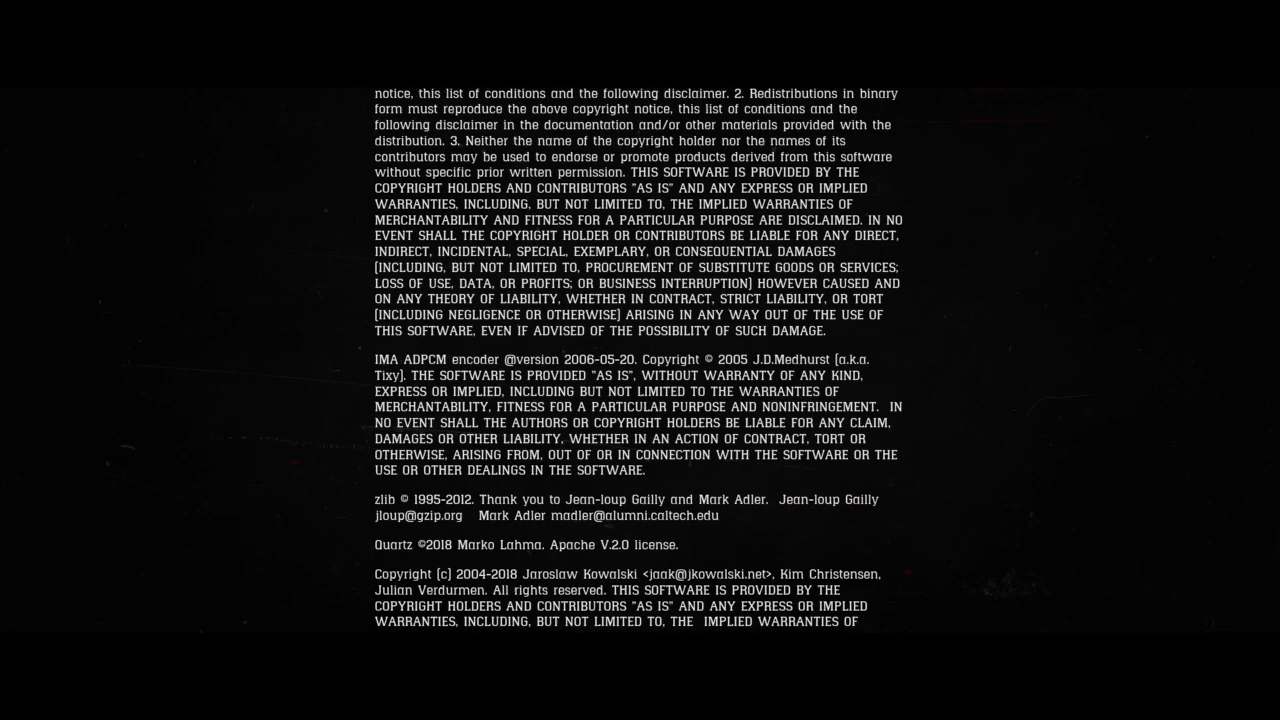 notice, this list of conditions and the following disclaimer. 2. Redistributions in binary
form must reproduce the above copyright notice, this list of conditions and the
following disclaimer in the documentation and/or other materials provided with the
distribution. 3. Neither the name of the copyright holder nor the names of its
contributors may be used to endorse or promote products derived from this software
without specific prior written permission. THIS SOFTWARE IS PROVIDED BY THE
COPYRIGHT HOLDERS AND CONTRIBUTORS "AS IS" AND ANY EXPRESS OR IMPLIED
WARRANTIES, INCLUDING, BUT NOT LIMITED TO, THE IMPLIED WARRANTIES OF
MERCHANTABILITY AND FITNESS FOR A PARTICULAR PURPOSE ARE DISCLAIMED. IN NO
EVENT SHALL THE COPYRIGHT HOLDER OR CONTRIBUTORS BE LIABLE FOR ANY DIRECT,
INDIRECT, INCIDENTAL, SPECIAL, EXEMPLARY, OR CONSEQUENTIAL DAMAGES
(INCLUDING, BUT NOT LIMITED TO, PROCUREMENT OF SUBSTITUTE GOODS OR SERVICES;
LOSS OF USE, DATA, OR PROFITS; OR BUSINESS INTERRUPTION) HOWEVER CAUSED AND
ON ANY THEORY OF LIABILITY, WHETHER IN CONTRACT, STRICT LIABILITY, OR TORT
(INCLUDING NEGLIGENCE OR OTHERWISE) ARISING IN ANY WAY OUT OF THE USE OF
THIS SOFTWARE, EVEN IF ADVISED OF THE POSSIBILITY OF SUCH DAMAGE.
IMA ADPCM encoder @version 2006-05-20. Copyright © 2005 J.D.Medhurst (a.k.a.
Tixy). THE SOFTWARE IS PROVIDED "AS IS", WITHOUT WARRANTY OF ANY KIND,
EXPRESS OR IMPLIED, INCLUDING BUT NOT LIMITED TO THE WARRANTIES OF
MERCHANTABILITY, FITNESS FOR A PARTICULAR PURPOSE AND NONINFRINGEMENT.  IN
NO EVENT SHALL THE AUTHORS OR COPYRIGHT HOLDERS BE LIABLE FOR ANY CLAIM,
DAMAGES OR OTHER LIABILITY, WHETHER IN AN ACTION OF CONTRACT, TORT OR
OTHERWISE, ARISING FROM, OUT OF OR IN CONNECTION WITH THE SOFTWARE OR THE
USE OR OTHER DEALINGS IN THE SOFTWARE.
zlib © 1995-2012. Thank you to Jean-loup Gailly and Mark Adler.  Jean-loup Gailly
jloup@gzip.org   Mark Adler madler@alumni.caltech.edu
Quartz ©2018 Marko Lahma. Apache V.2.0 license.
Copyright (c) 2004-2018 Jaroslaw Kowalski <jaak@jkowalski.net>, Kim Christensen,
Julian Verdurmen. All rights reserved. THIS SOFTWARE IS PROVIDED BY THE
COPYRIGHT HOLDERS AND CONTRIBUTORS "AS IS" AND ANY EXPRESS OR IMPLIED
WARRANTIES, INCLUDING, BUT NOT LIMITED TO, THE  IMPLIED WARRANTIES OF